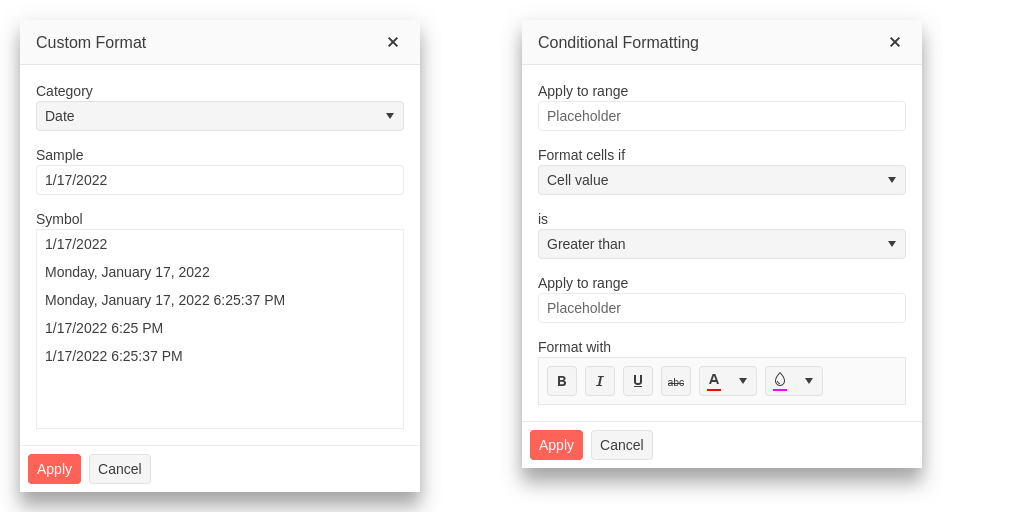 Custom Format
Category
Date
Sample
1/17/2022
Symbol
1/17/2022
Monday, January 17, 2022
Monday, January 17, 2022 6:25:37 PM
1/17/2022 6:25 PM
1/17/2022 6:25:37 PM
Apply Cancel
Conditional Formatting
Apply to range
Placeholder
Format cells if
Cell value
is
Greater than
Apply to range
Placeholder
Format with
B I U abc A
Apply Cancel